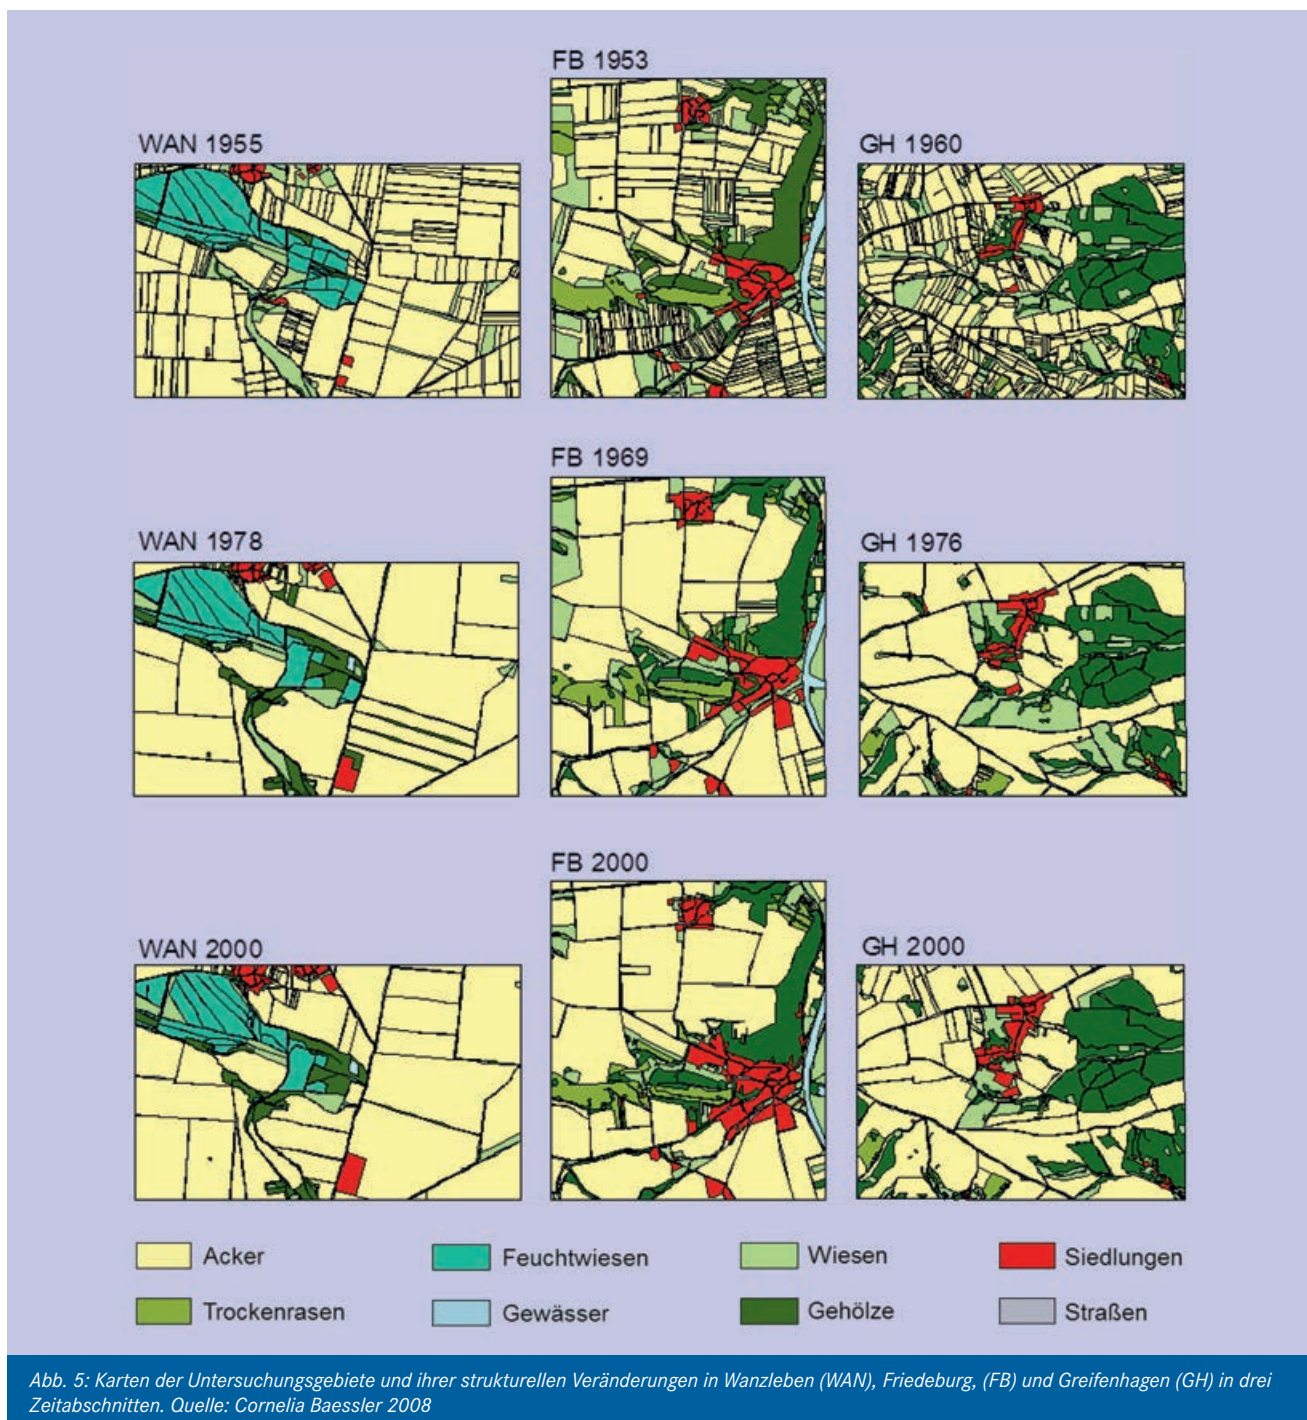 FB 1953
WAN 1955
GH 1960
FB 1969
WAN 1978
GH 1976
FB 2000
WAN 2000
GH 2000
Acker
Feuchtwiesen
Wiesen
Siedlungen
Trockenrasen
Gewässer
Gehölze
Straßen
Abb. 5: Karten der Untersuchungsgebiete und ihrer strukturellen Veränderungen in Wanzleben (WAN), Friedeburg, (FB) und Greifenhagen (GH) in drei
Zeitabschnitten. Quelle: Cornelia Baessler 2008